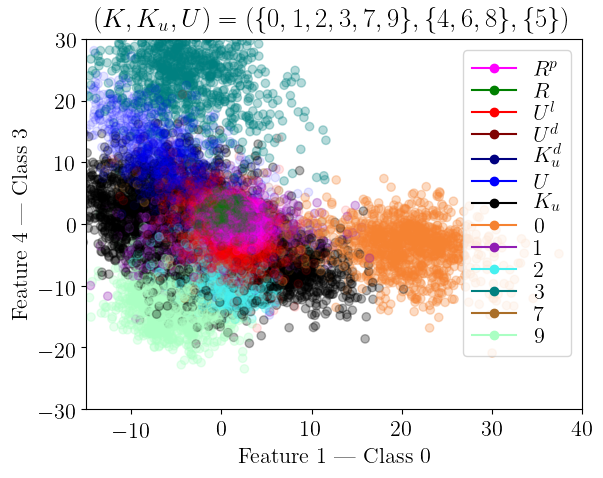 (K, K_u, U) = ({0, 1, 2, 3, 7, 9}, {4, 6, 8}, {5})
30
20
10
0
−10
−20
−30
−10
0
10
20
30
40
Feature 4 — Class 3
Feature 1 — Class 0
R^p
R
U^l
U^d
K_u^d
U
K_u
0
1
2
3
7
9